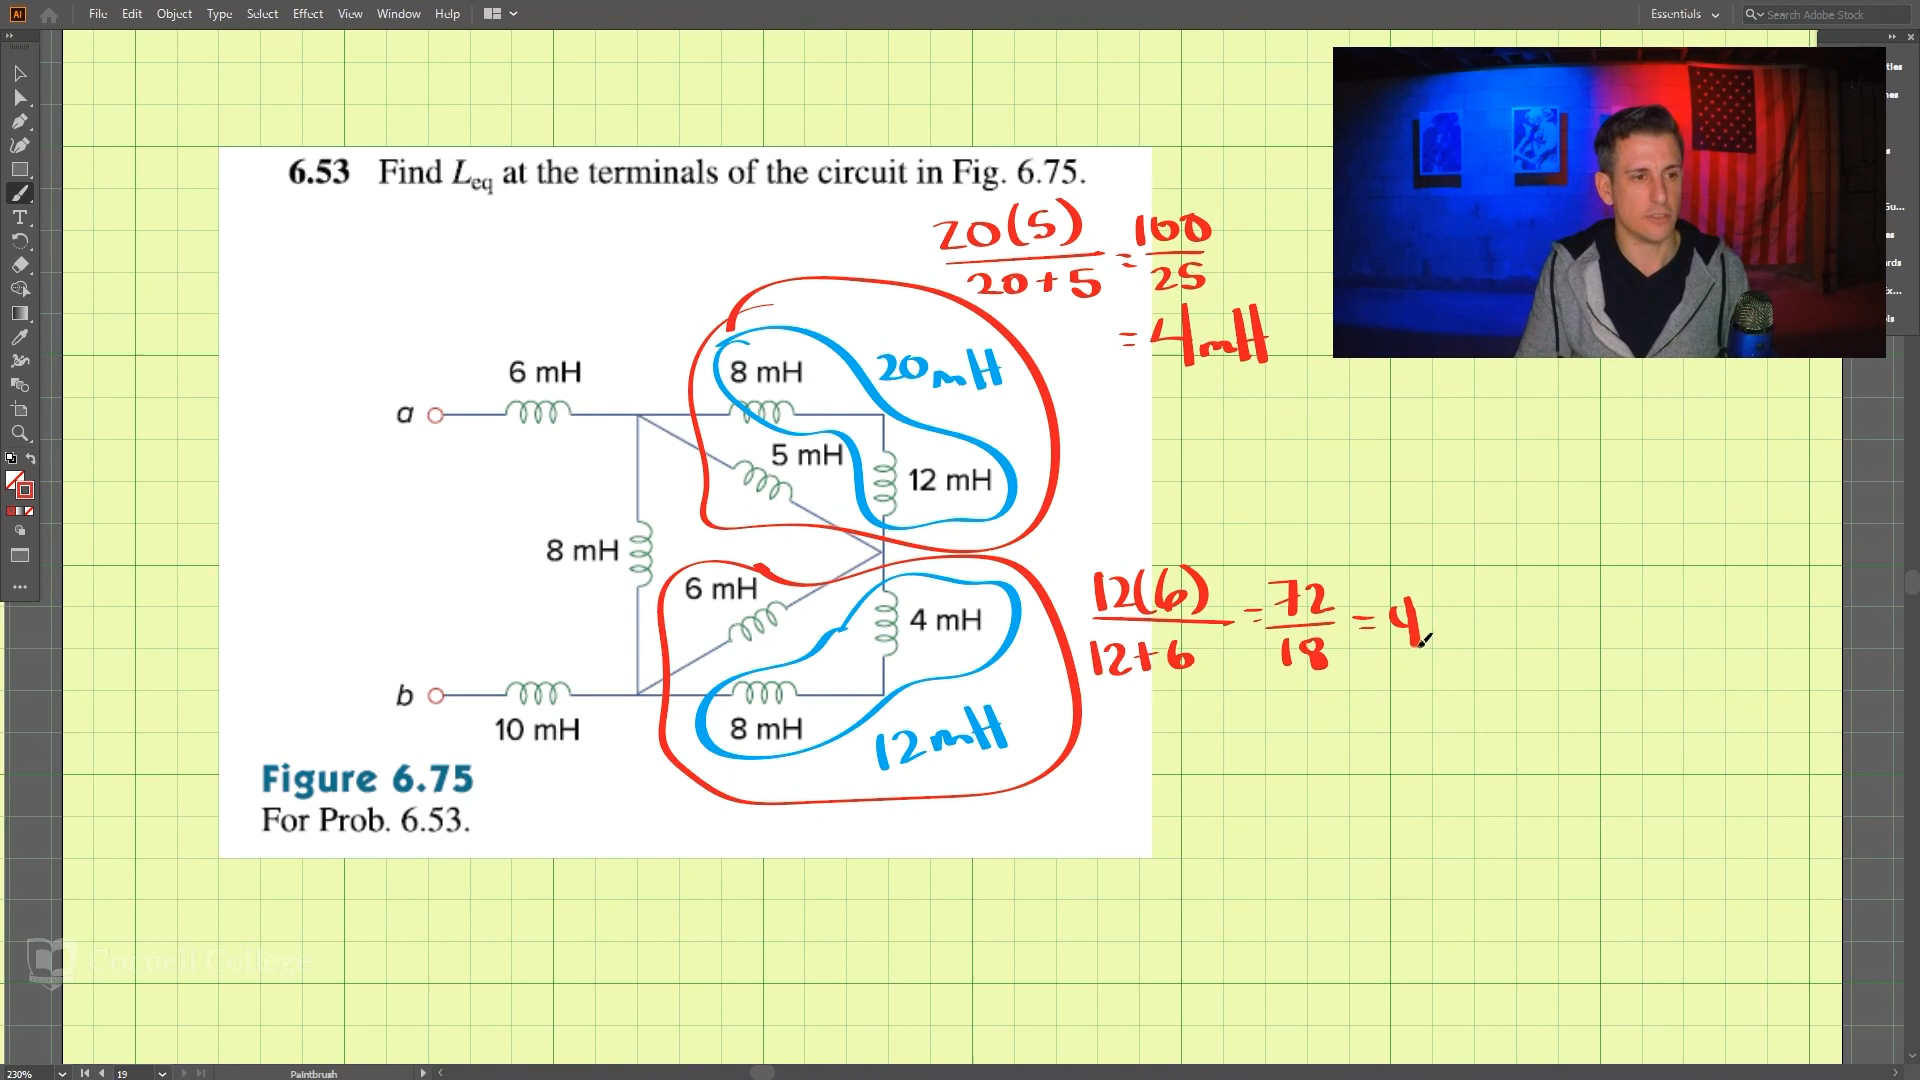 File Edit Object Type Select Effect View Window Help
Essentials
Search Adobe Stock
6.53 Find Leq at the terminals of the circuit in Fig. 6.75.
20(5)
20+5
=
100
25
= 4mH
6 mH
8 mH
20mH
a
5 mH
12 mH
8 mH
6 mH
4 mH
12(6)
12+6
=
72
18
= 4
b
10 mH
8 mH
12mH
Figure 6.75
For Prob. 6.53.
Cornell College
230%
19
Paintbrush